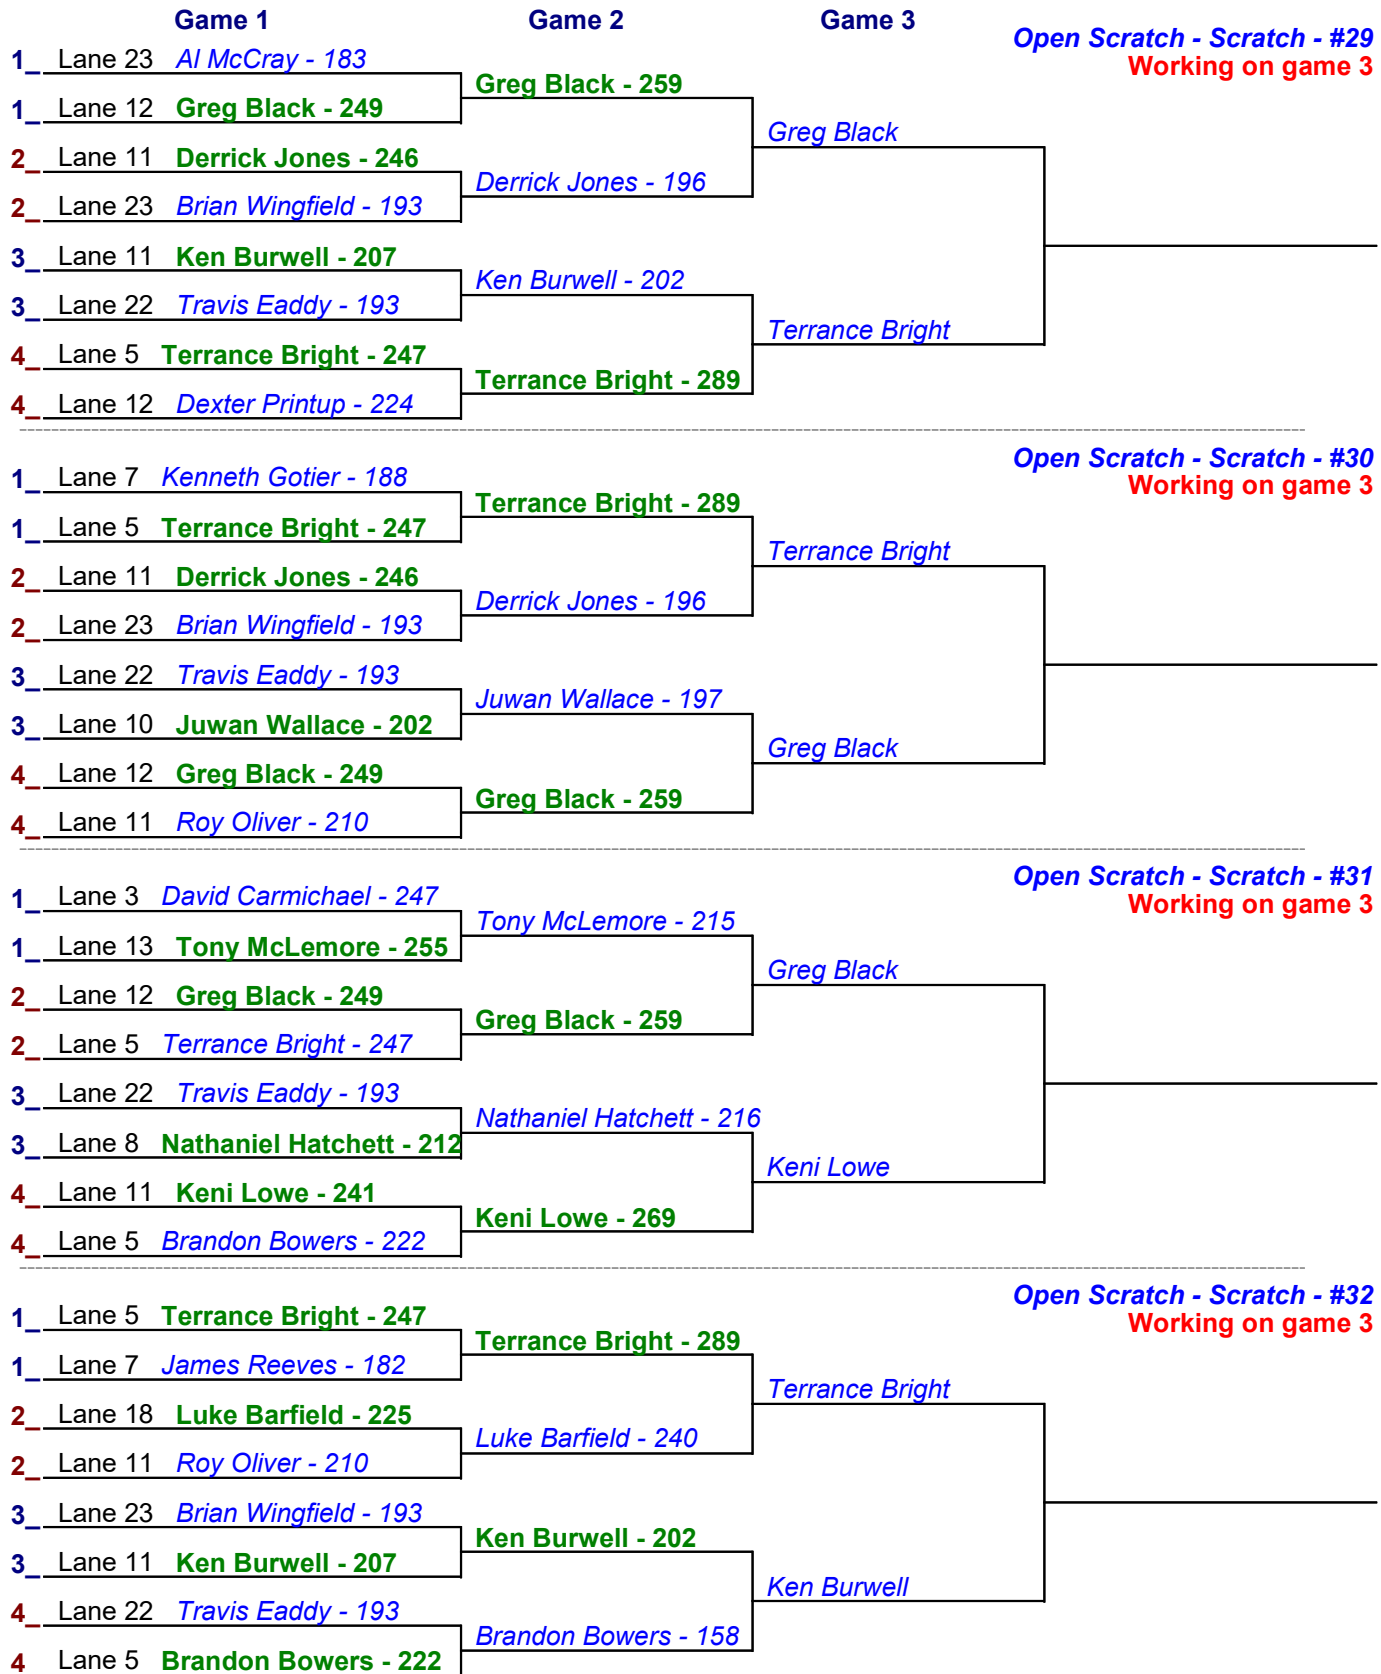 Game 1 Game 2 Game 3
Open Scratch - Scratch - #29
Working on game 3
1_ Lane 23 Al McCray - 183
Greg Black - 259
1_ Lane 12 Greg Black - 249
Greg Black
2_ Lane 11 Derrick Jones - 246
Derrick Jones - 196
2_ Lane 23 Brian Wingfield - 193
3_ Lane 11 Ken Burwell - 207
Ken Burwell - 202
3_ Lane 22 Travis Eaddy - 193
Terrance Bright
4_ Lane 5 Terrance Bright - 247
Terrance Bright - 289
4_ Lane 12 Dexter Printup - 224
Open Scratch - Scratch - #30
Working on game 3
1_ Lane 7 Kenneth Gotier - 188
Terrance Bright - 289
1_ Lane 5 Terrance Bright - 247
Terrance Bright
2_ Lane 11 Derrick Jones - 246
Derrick Jones - 196
2_ Lane 23 Brian Wingfield - 193
3_ Lane 22 Travis Eaddy - 193
Juwan Wallace - 197
3_ Lane 10 Juwan Wallace - 202
Greg Black
4_ Lane 12 Greg Black - 249
Greg Black - 259
4_ Lane 11 Roy Oliver - 210
Open Scratch - Scratch - #31
Working on game 3
1_ Lane 3 David Carmichael - 247
Tony McLemore - 215
1_ Lane 13 Tony McLemore - 255
Greg Black
2_ Lane 12 Greg Black - 249
Greg Black - 259
2_ Lane 5 Terrance Bright - 247
3_ Lane 22 Travis Eaddy - 193
Nathaniel Hatchett - 216
3_ Lane 8 Nathaniel Hatchett - 212
Keni Lowe
4_ Lane 11 Keni Lowe - 241
Keni Lowe - 269
4_ Lane 5 Brandon Bowers - 222
Open Scratch - Scratch - #32
Working on game 3
1_ Lane 5 Terrance Bright - 247
Terrance Bright - 289
1_ Lane 7 James Reeves - 182
Terrance Bright
2_ Lane 18 Luke Barfield - 225
Luke Barfield - 240
2_ Lane 11 Roy Oliver - 210
3_ Lane 23 Brian Wingfield - 193
Ken Burwell - 202
3_ Lane 11 Ken Burwell - 207
Ken Burwell
4_ Lane 22 Travis Eaddy - 193
Brandon Bowers - 158
4 Lane 5 Brandon Bowers - 222